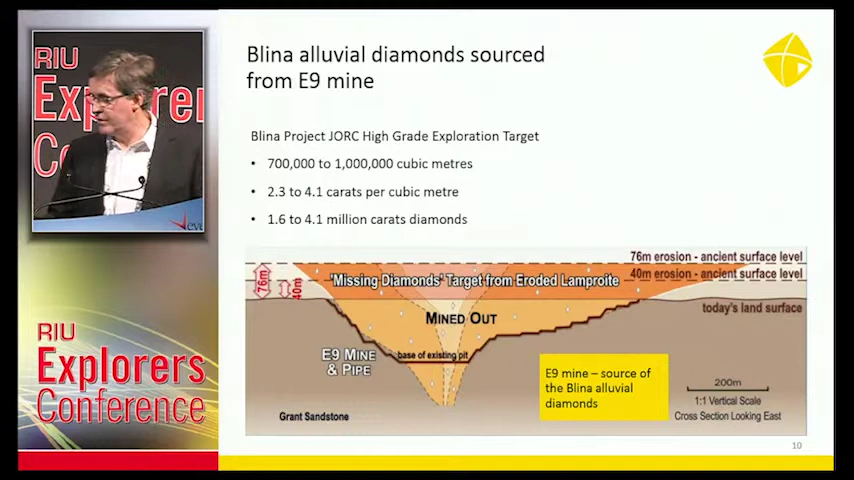 RIU
Explorer
Co
eve
RIU
Explorers
Conference
Blina alluvial diamonds sourced
from E9 mine
Blina Project JORC High Grade Exploration Target
• 700,000 to 1,000,000 cubic metres
• 2.3 to 4.1 carats per cubic metre
• 1.6 to 4.1 million carats diamonds
76m erosion - ancient surface level
40m erosion - ancient surface level
76m
40m
'Missing Diamonds' Target from Eroded Lamproite
today's land surface
MINED OUT
E9 MINE
& PIPE
base of existing pit
E9 mine – source of
the Blina alluvial
diamonds
200m
1:1 Vertical Scale
Cross Section Looking East
Grant Sandstone
10